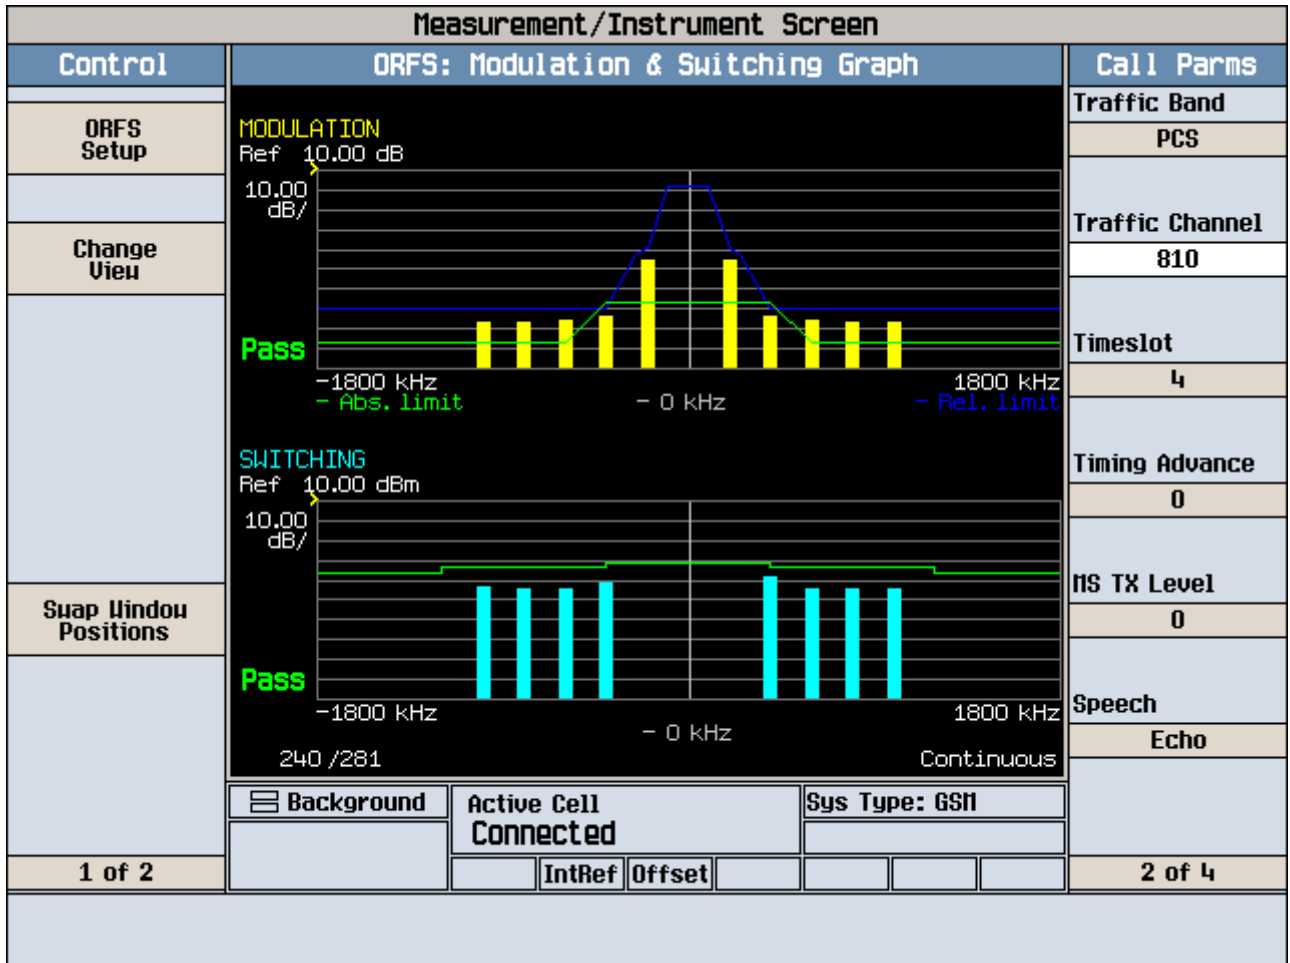 Measurement/Instrument Screen
Control
ORFS: Modulation & Switching Graph
Call Parms
ORFS
Setup
Change
View
Swap Window
Positions
1 of 2
MODULATION
Ref 10.00 dB
10.00
dB/
Pass
-1800 kHz
1800 kHz
- Abs. limit
- 0 kHz
- Rel. limit
SWITCHING
Ref 10.00 dBm
10.00
dB/
Pass
-1800 kHz
1800 kHz
- 0 kHz
240 /281
Continuous
Background
Active Cell
Connected
Sys Type: GSM
IntRef
Offset
Traffic Band
PCS
Traffic Channel
810
Timeslot
4
Timing Advance
0
MS TX Level
0
Speech
Echo
2 of 4